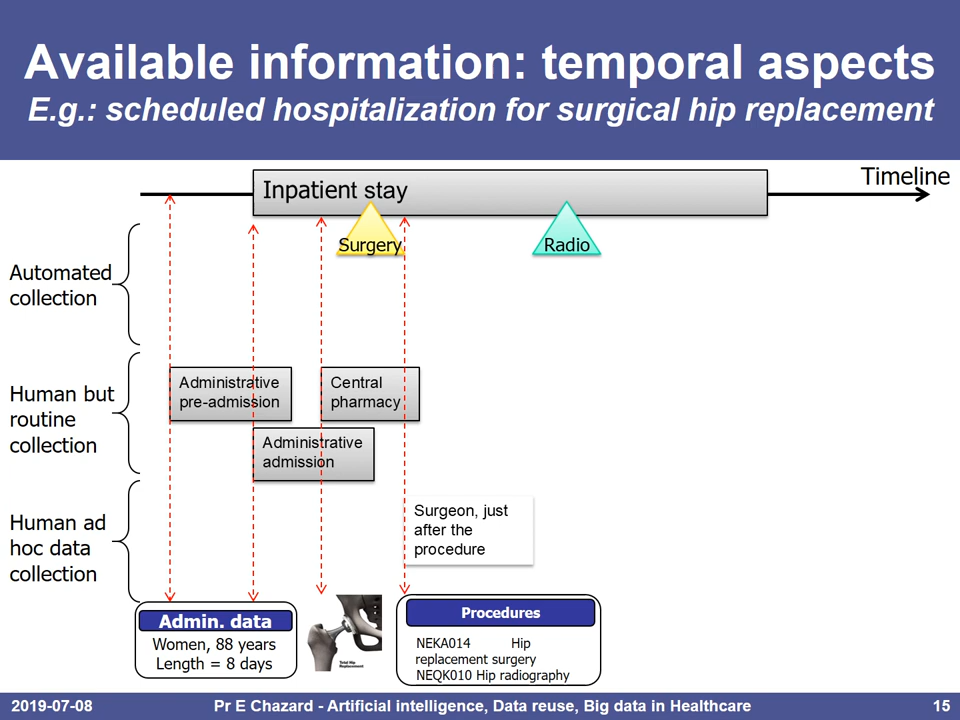 Available information: temporal aspects
E.g.: scheduled hospitalization for surgical hip replacement
Timeline
Inpatient stay
Surgery
Radio
Automated
collection
Human but
routine
collection
Administrative
pre-admission
Central
pharmacy
Administrative
admission
Human ad
hoc data
collection
Surgeon, just
after the
procedure
Admin. data
Women, 88 years
Length = 8 days
Total Hip
Replacement
Procedures
NEKA014 Hip
replacement surgery
NEQK010 Hip radiography
2019-07-08
Pr E Chazard - Artificial intelligence, Data reuse, Big data in Healthcare
15